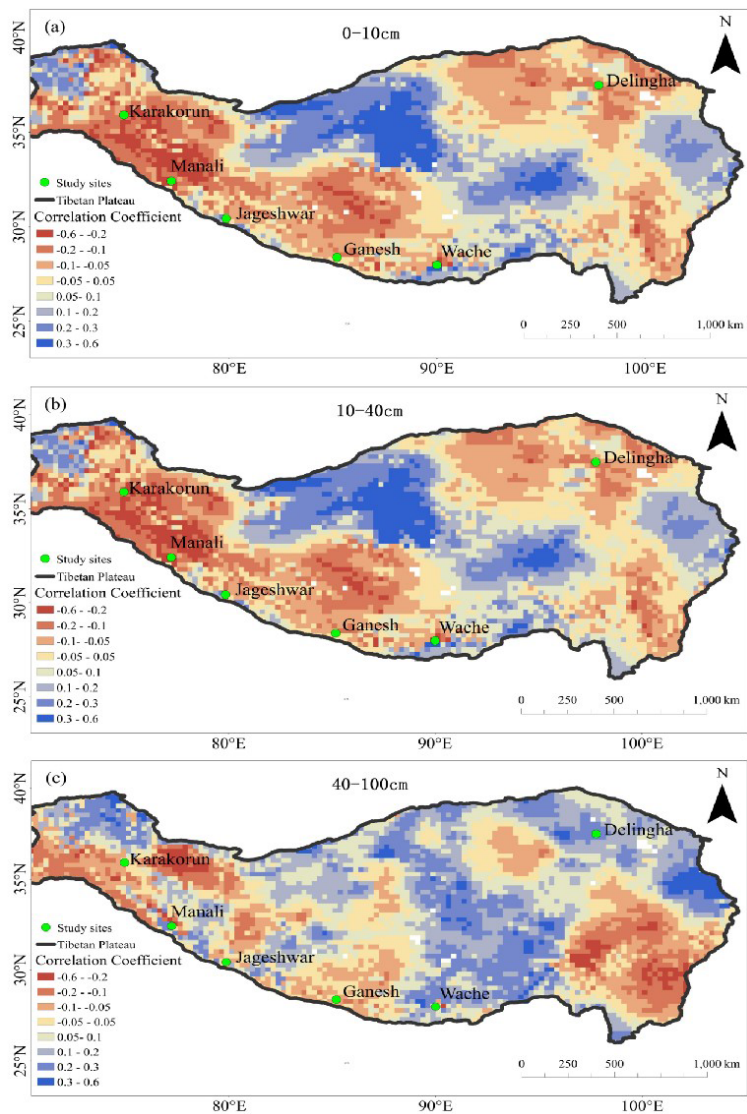 (a)
0-10cm
N
40°N
35°N
30°N
25°N
Karakorun
Delingha
Manali
Jageshwar
Ganesh
Wache
Study sites
Tibetan Plateau
Correlation Coefficient
-0.6 - -0.2
-0.2 - -0.1
-0.1- -0.05
-0.05 - 0.05
0.05- 0.1
0.1 - 0.2
0.2 - 0.3
0.3 - 0.6
0 250 500 1,000 km
80°E 90°E 100°E
(b)
10-40cm
N
40°N
35°N
30°N
25°N
Karakorun
Delingha
Manali
Jageshwar
Ganesh
Wache
Study sites
Tibetan Plateau
Correlation Coefficient
-0.6 - -0.2
-0.2 - -0.1
-0.1 - -0.05
-0.05 - 0.05
0.05- 0.1
0.1 - 0.2
0.2 - 0.3
0.3 - 0.6
0 250 500 1,000 km
80°E 90°E 100°E
(c)
40-100cm
N
40°N
35°N
30°N
25°N
Karakorun
Delingha
Manali
Jageshwar
Ganesh
Wache
Study sites
Tibetan Plateau
Correlation Coefficient
-0.6 - -0.2
-0.2 - -0.1
-0.1 - -0.05
-0.05 - 0.05
0.05- 0.1
0.1 - 0.2
0.2 - 0.3
0.3 - 0.6
0 250 500 1,000 km
80°E 90°E 100°E